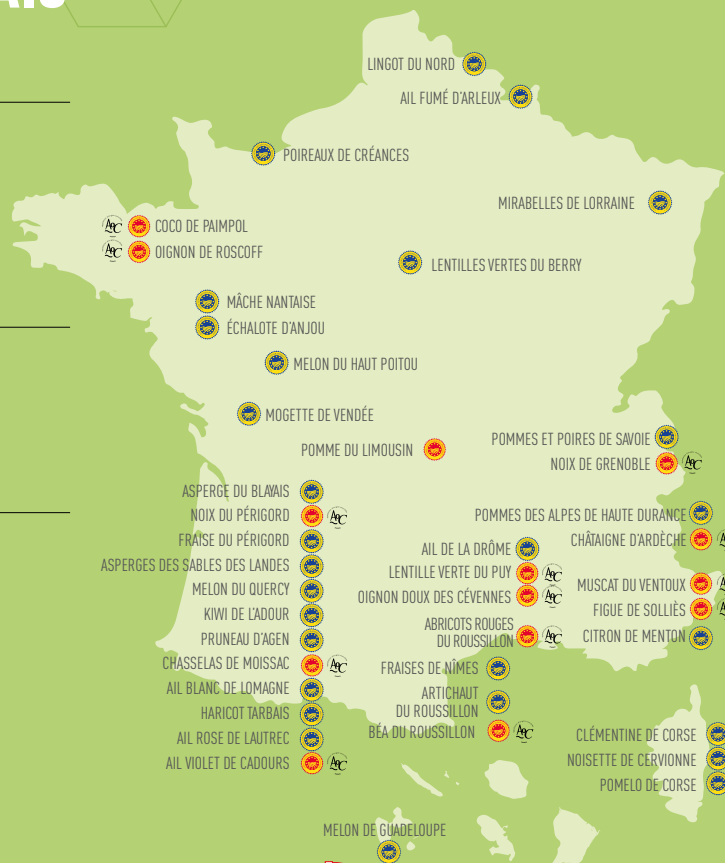 LINGOT DU NORD
AIL FUMÉ D'ARLEUX
POIREAUX DE CRÉANCES
MIRABELLES DE LORRAINE
COCO DE PAIMPOL
OIGNON DE ROSCOFF
LENTILLES VERTES DU BERRY
MÂCHE NANTAISE
ÉCHALOTE D'ANJOU
MELON DU HAUT POITOU
MOGETTE DE VENDÉE
POMME DU LIMOUSIN
POMMES ET POIRES DE SAVOIE
NOIX DE GRENOBLE
ASPERGE DU BLAYAIS
NOIX DU PÉRIGORD
FRAISE DU PÉRIGORD
ASPERGES DES SABLES DES LANDES
MELON DU QUERCY
KIWI DE L'ADOUR
PRUNEAU D'AGEN
CHASSELAS DE MOISSAC
AIL BLANC DE LOMAGNE
HARICOT TARBAIS
AIL ROSE DE LAUTREC
AIL VIOLET DE CADOURS
POMMES DES ALPES DE HAUTE DURANCE
CHÂTAIGNE D'ARDÈCHE
AIL DE LA DRÔME
LENTILLE VERTE DU PUY
OIGNON DOUX DES CÉVENNES
ABRICOTS ROUGES
DU ROUSSILLON
MUSCAT DU VENTOUX
FIGUE DE SOLLIÈS
CITRON DE MENTON
FRAISES DE NÎMES
ARTICHAUT
DU ROUSSILLON
BÉA DU ROUSSILLON
CLÉMENTINE DE CORSE
NOISETTE DE CERVIONNE
POMELO DE CORSE
MELON DE GUADELOUPE